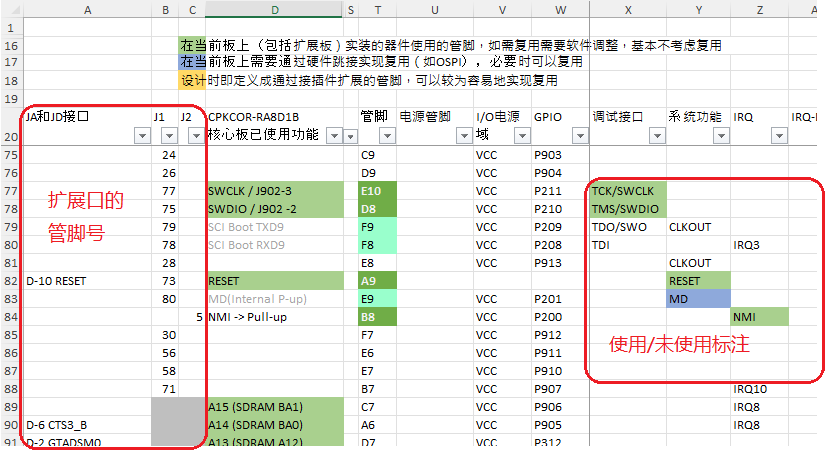 A B C D S T U V W X Y Z A
1
16 在当前板上（包括扩展板）实装的器件使用的管脚，如需复用需要软件调整，基本不考虑复用
17 在当前板上需要通过硬件跳接实现复用（如OSPI），必要时可以复用
18 设计时即定义成通过接插件扩展的管脚，可以较为容易地实现复用
19
JA和JD接口 J1 J2 CPKCOR-RA8D1B 管脚 电源管脚 I/O电源 GPIO 调试接口 系统功能 IRQ IRQ-
20 核心板已使用功能 域
75 24 C9 VCC P903
76 26 D9 VCC P904
77 77 SWCLK / J902-3 E10 VCC P211 TCK/SWCLK
78 75 SWDIO / J902 -2 D8 VCC P210 TMS/SWDIO
79 79 SCI Boot TXD9 F9 VCC P209 TDO/SWO CLKOUT
80 78 SCI Boot RXD9 F8 VCC P208 TDI IRQ3
81 28 E8 VCC P913 CLKOUT
82 D-10 RESET 73 RESET A9 RESET
83 80 MD(Internal P-up) E9 VCC P201 MD
84 5 NMI -> Pull-up B8 VCC P200 NMI
85 30 F7 VCC P912
86 56 E6 VCC P911
87 58 E7 VCC P910
88 71 B7 VCC P907 IRQ10
89 A15 (SDRAM BA1) C7 VCC P906 IRQ8
90 D-6 CTS3_B A14 (SDRAM BA0) A6 VCC P905 IRQ8
91 D-2 GTADSM0 A13 (SDRAM A12) D7 VCC P312
扩展口的
管脚号
使用/未使用标注